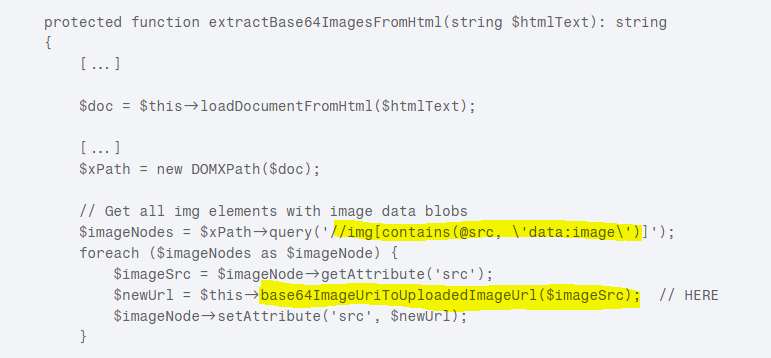 protected function extractBase64ImagesFromHtml(string $htmlText): string
{
[...]
$doc = $this→loadDocumentFromHtml($htmlText);
[...]
$xPath = new DOMXPath($doc);
// Get all img elements with image data blobs
$imageNodes = $xPath→query('//img[contains(@src, \'data:image\')]');
foreach ($imageNodes as $imageNode) {
$imageSrc = $imageNode→getAttribute('src');
$newUrl = $this→base64ImageUriToUploadedImageUrl($imageSrc);  // HERE
$imageNode→setAttribute('src', $newUrl);
}